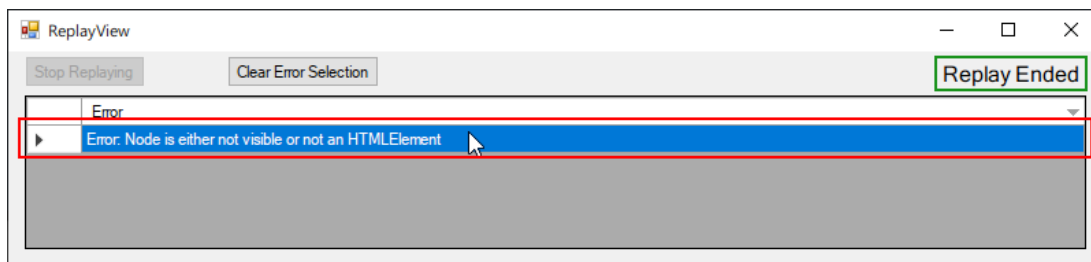 ReplayView
Stop Replaying Clear Error Selection Replay Ended
Error
Error: Node is either not visible or not an HTMLElement